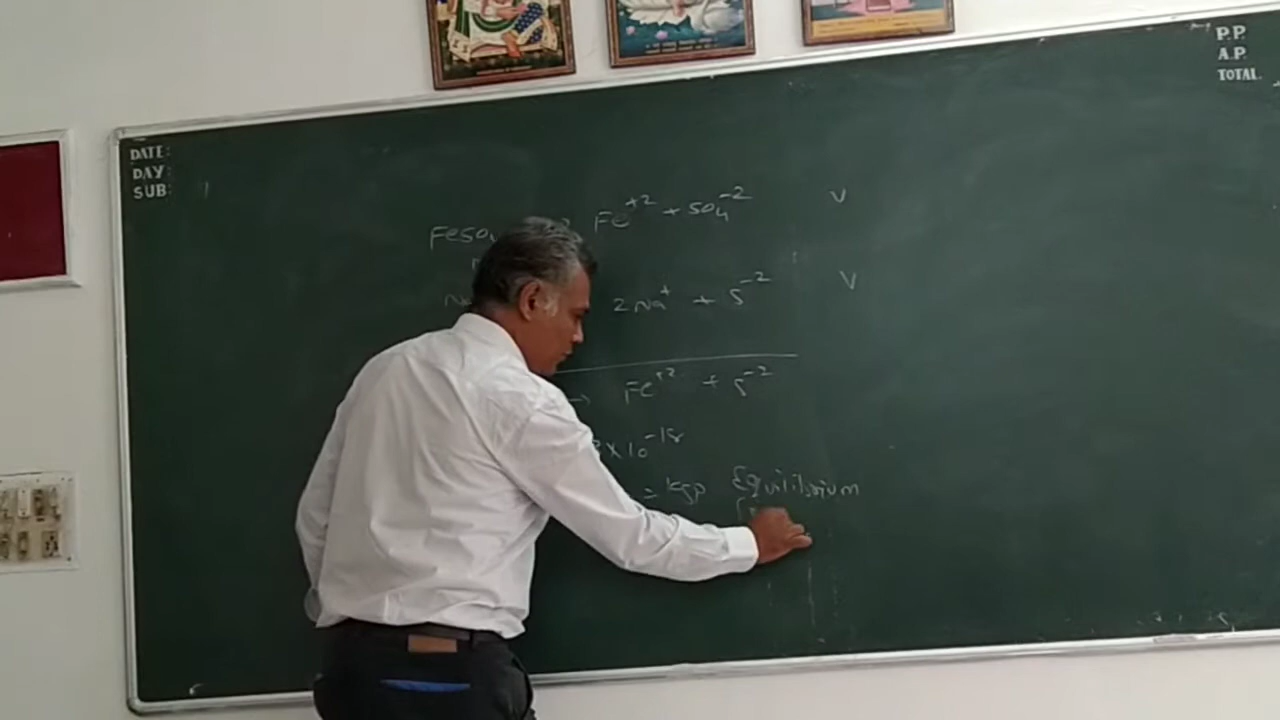 P.P.
A.P.
TOTAL
DATE:
DAY:
SUB:
FeSO₄ Fe⁺² + SO₄⁻² V
2Na⁺ + S⁻² V
→ Fe⁺² + S⁻²
× 10⁻¹⁸
= Ksp Equilibrium